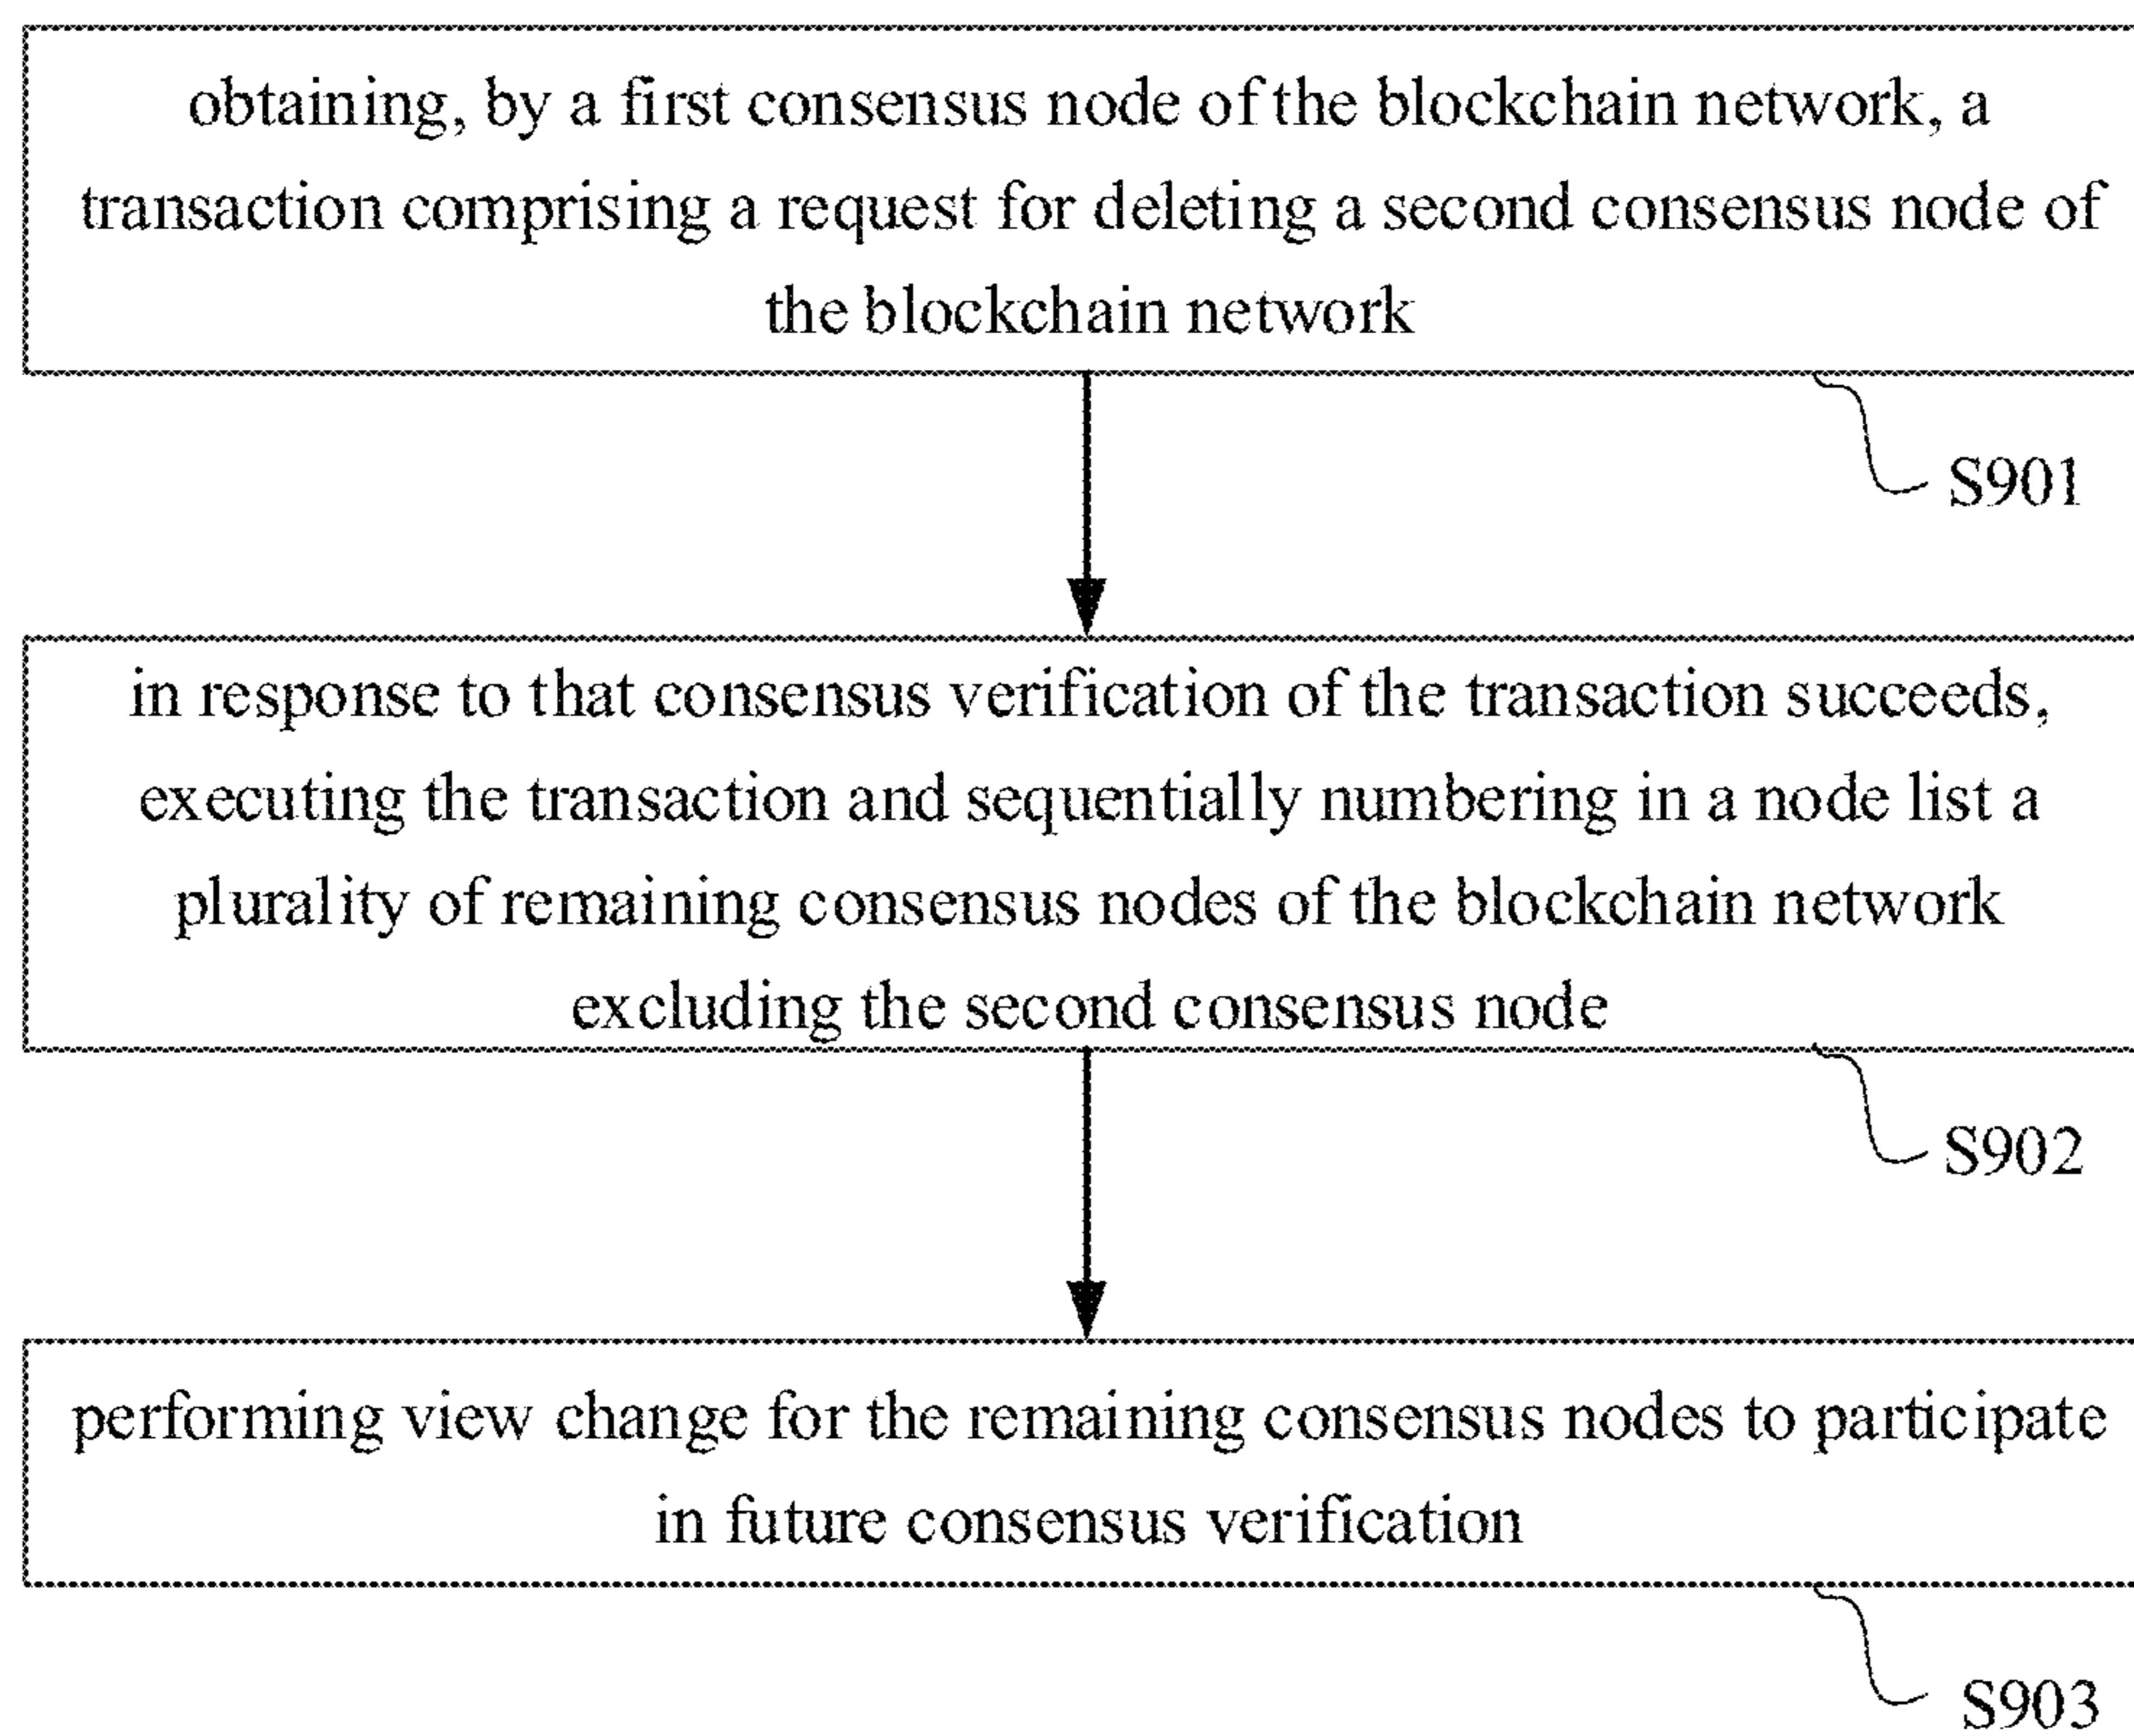 obtaining, by a first consensus node of the blockchain network, a
transaction comprising a request for deleting a second consensus node of
the blockchain network
S901
in response to that consensus verification of the transaction succeeds,
executing the transaction and sequentially numbering in a node list a
plurality of remaining consensus nodes of the blockchain network
excluding the second consensus node
S902
performing view change for the remaining consensus nodes to participate
in future consensus verification
S903